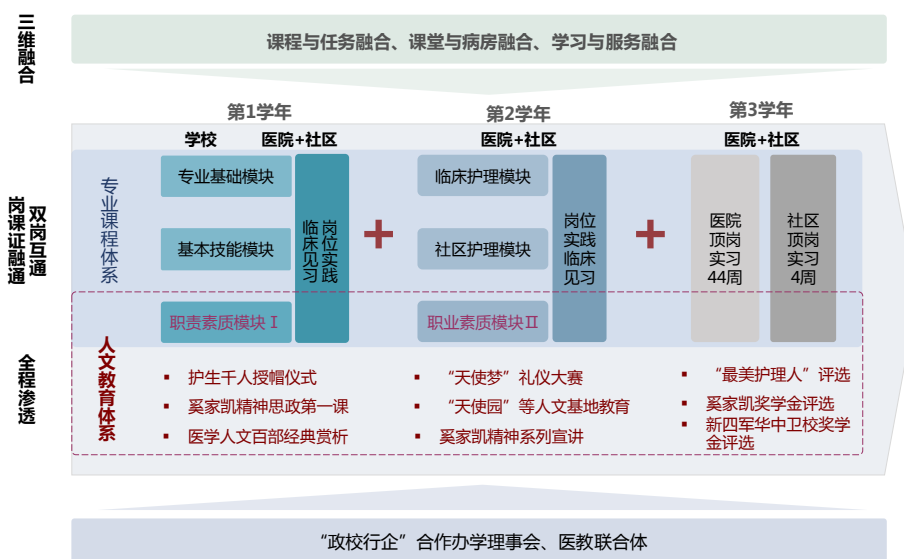 三维融合
课程与任务融合、课堂与病房融合、学习与服务融合
第1学年
第2学年
第3学年
学校
医院+社区
医院+社区
医院+社区
双岗互通
岗课证融通
专业课程体系
专业基础模块
基本技能模块
职责素质模块Ⅰ
岗位实践
临床见习
临床护理模块
社区护理模块
职业素质模块Ⅱ
岗位
实践
临床
见习
医院
顶岗
实习
44周
社区
顶岗
实习
4周
全程渗透
人文教育体系
▪ 护生千人授帽仪式
▪ 奚家凯精神思政第一课
▪ 医学人文百部经典赏析
▪ “天使梦”礼仪大赛
▪ “天使园”等人文基地教育
▪ 奚家凯精神系列宣讲
▪ “最美护理人”评选
▪ 奚家凯奖学金评选
▪ 新四军华中卫校奖学
金评选
“政校行企”合作办学理事会、医教联合体